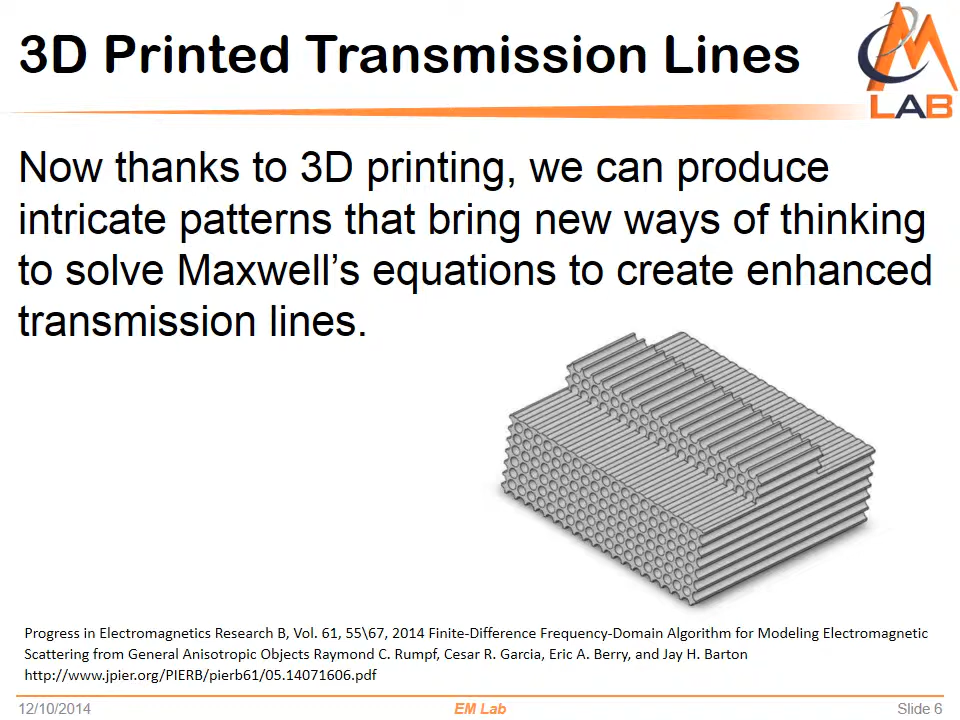 3D Printed Transmission Lines
LAB
Now thanks to 3D printing, we can produce
intricate patterns that bring new ways of thinking
to solve Maxwell’s equations to create enhanced
transmission lines.
Progress in Electromagnetics Research B, Vol. 61, 55\67, 2014 Finite-Difference Frequency-Domain Algorithm for Modeling Electromagnetic
Scattering from General Anisotropic Objects Raymond C. Rumpf, Cesar R. Garcia, Eric A. Berry, and Jay H. Barton
http://www.jpier.org/PIERB/pierb61/05.14071606.pdf
12/10/2014 EM Lab Slide 6